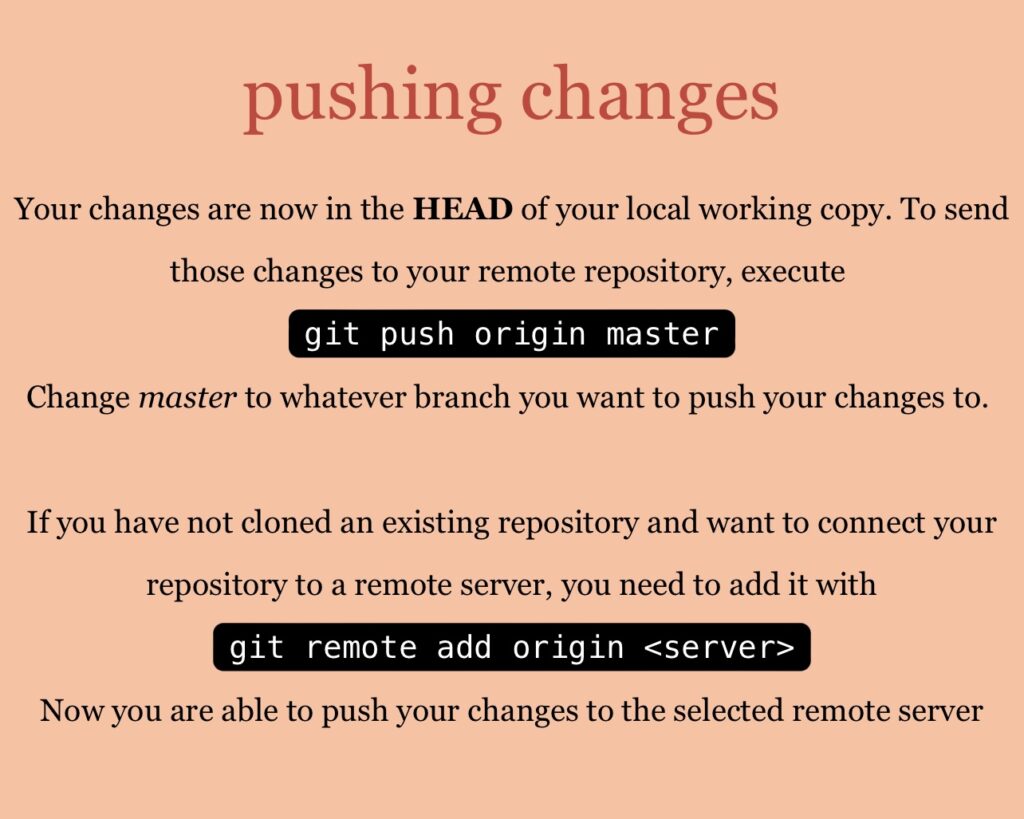 pushing changes
Your changes are now in the HEAD of your local working copy. To send
those changes to your remote repository, execute
git push origin master
Change master to whatever branch you want to push your changes to.
If you have not cloned an existing repository and want to connect your
repository to a remote server, you need to add it with
git remote add origin <server>
Now you are able to push your changes to the selected remote server